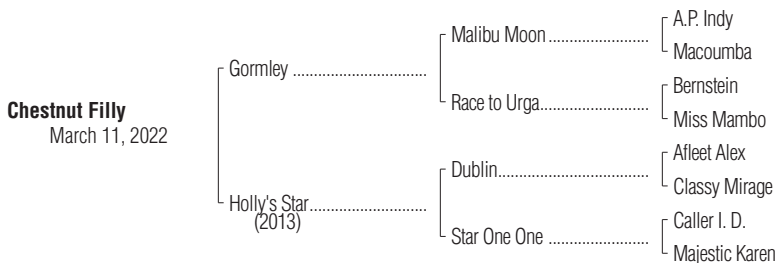 Malibu Moon ........................
A.P. Indy
Macoumba
Gormley ................................
Race to Urga.........................
Bernstein
Miss Mambo
Chestnut Filly
March 11, 2022
Dublin...................................
Afleet Alex
Classy Mirage
Holly's Star...........................
(2013)
Star One One ........................
Caller I. D.
Majestic Karen